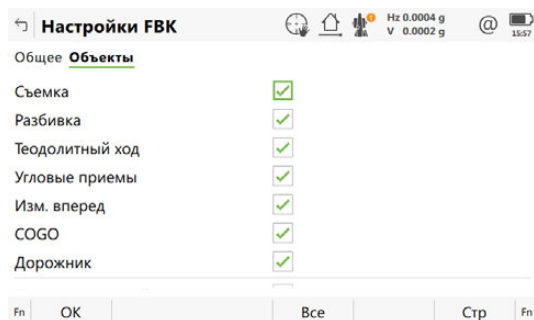 Настройки FBK
1
Hz 0.0004 g
V 0.0002 g
@
15:57
Общее Объекты
Съемка
Разбивка
Теодолитный ход
Угловые приемы
Изм. вперед
COGO
Дорожник
Fn OK Все Стр Fn